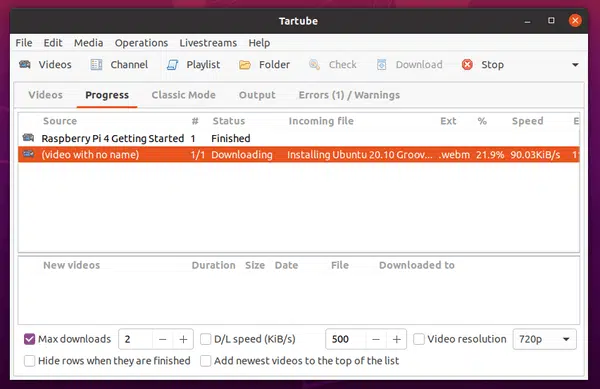 Tartube
File Edit Media Operations Livestreams Help
Videos Channel Playlist Folder Check Download Stop
Videos Progress Classic Mode Output Errors (1) / Warnings
Source # Status Incoming file Ext % Speed E
Raspberry Pi 4 Getting Started 1 Finished
(video with no name) 1/1 Downloading Installing Ubuntu 20.10 Groov... .webm 21.9% 90.03KiB/s
New videos Duration Size Date File Downloaded to
Max downloads 2 − + D/L speed (KiB/s) 500 − + Video resolution 720p
Hide rows when they are finished Add newest videos to the top of the list